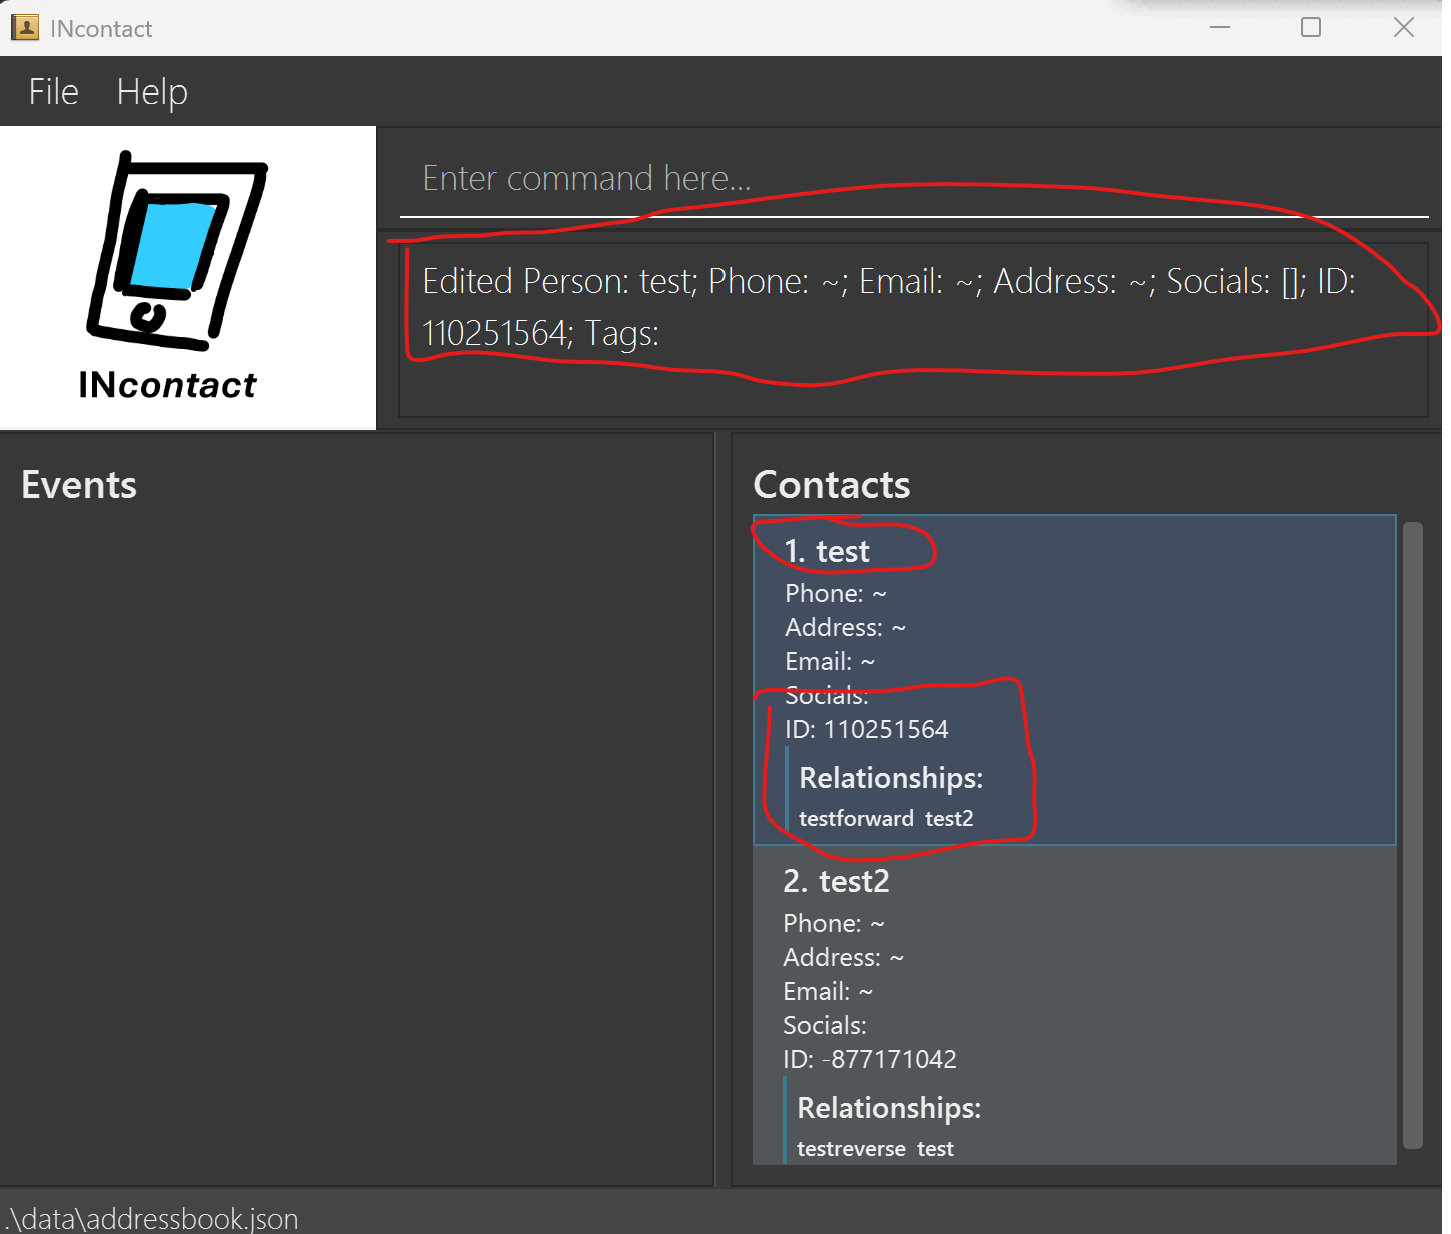 INcontact
File Help
INcontact
Enter command here...
Edited Person: test; Phone: ~; Email: ~; Address: ~; Socials: []; ID:
110251564; Tags:
Events
Contacts
1. test
Phone: ~
Address: ~
Email: ~
Socials:
ID: 110251564
Relationships:
testforward test2
2. test2
Phone: ~
Address: ~
Email: ~
Socials:
ID: -877171042
Relationships:
testreverse test
.\data\addressbook.json